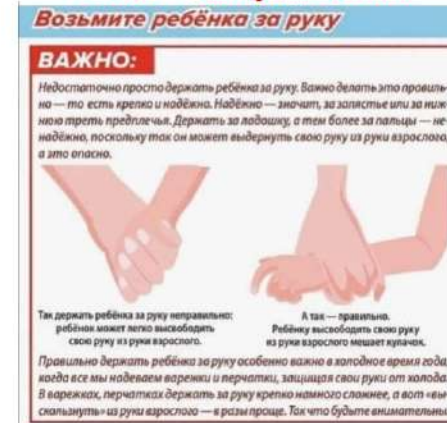 Возьмите ребёнка за руку
ВАЖНО:
Недостаточно просто держать ребёнка за руку. Важно делать это правиль-
но — то есть крепко и надёжно. Надёжно — значит, за запястье или за ниж-
нюю треть предплечья. Держать за ладошку, а тем более за пальцы — не-
надёжно, поскольку так он может выдернуть свою руку из руки взрослого,
а это опасно.
Так держать ребёнка за руку неправильно:
ребёнок может легко высвободить
свою руку из руки взрослого.
А так — правильно.
Ребёнку высвободить свою руку
из руки взрослого мешает кулачок.
Правильно держать ребёнка за руку особенно важно в холодное время года,
когда все мы надеваем варежки и перчатки, защищая свои руки от холода.
В варежках, перчатках держать за руку крепко намного сложнее, а вот «вы-
скользнуть» из руки взрослого — в разы проще. Так что будьте внимательны